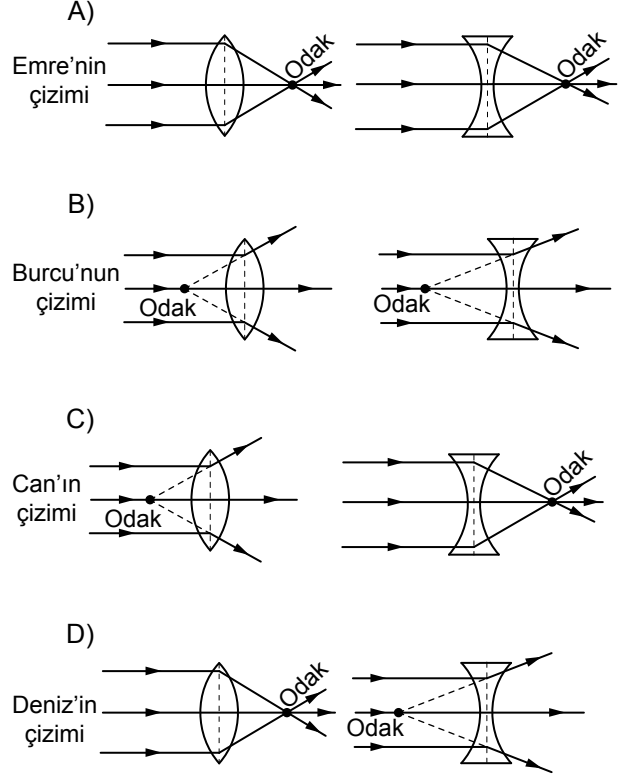 A)
Emre'nin
çizimi
Odak
Odak
B)
Burcu'nun
çizimi
Odak
Odak
C)
Can'ın
çizimi
Odak
Odak
D)
Deniz'in
çizimi
Odak
Odak